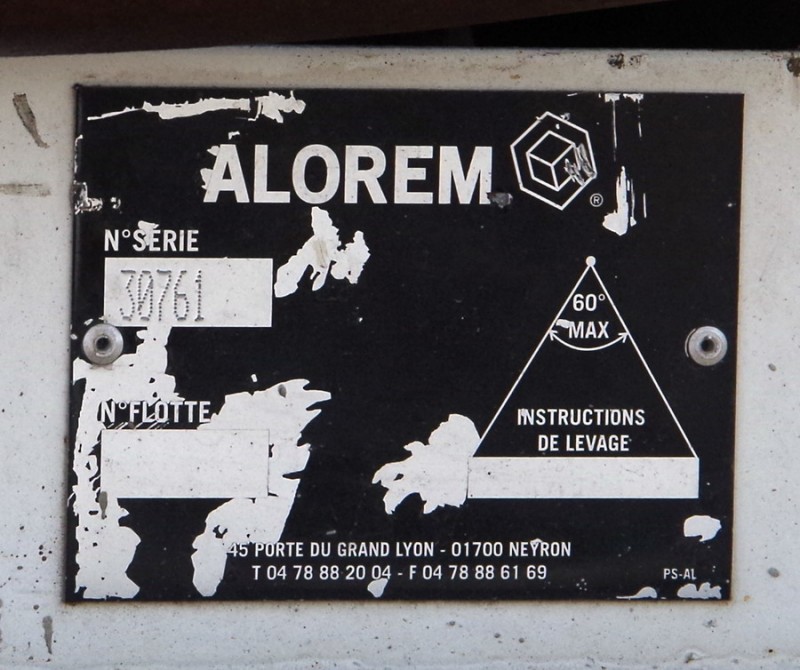 ALOREM
®
N°SERIE
30761
60°
MAX
N°FLOTTE
INSTRUCTIONS
DE LEVAGE
45 PORTE DU GRAND LYON - 01700 NEYRON
T 04 78 88 20 04 - F 04 78 88 61 69
PS-AL